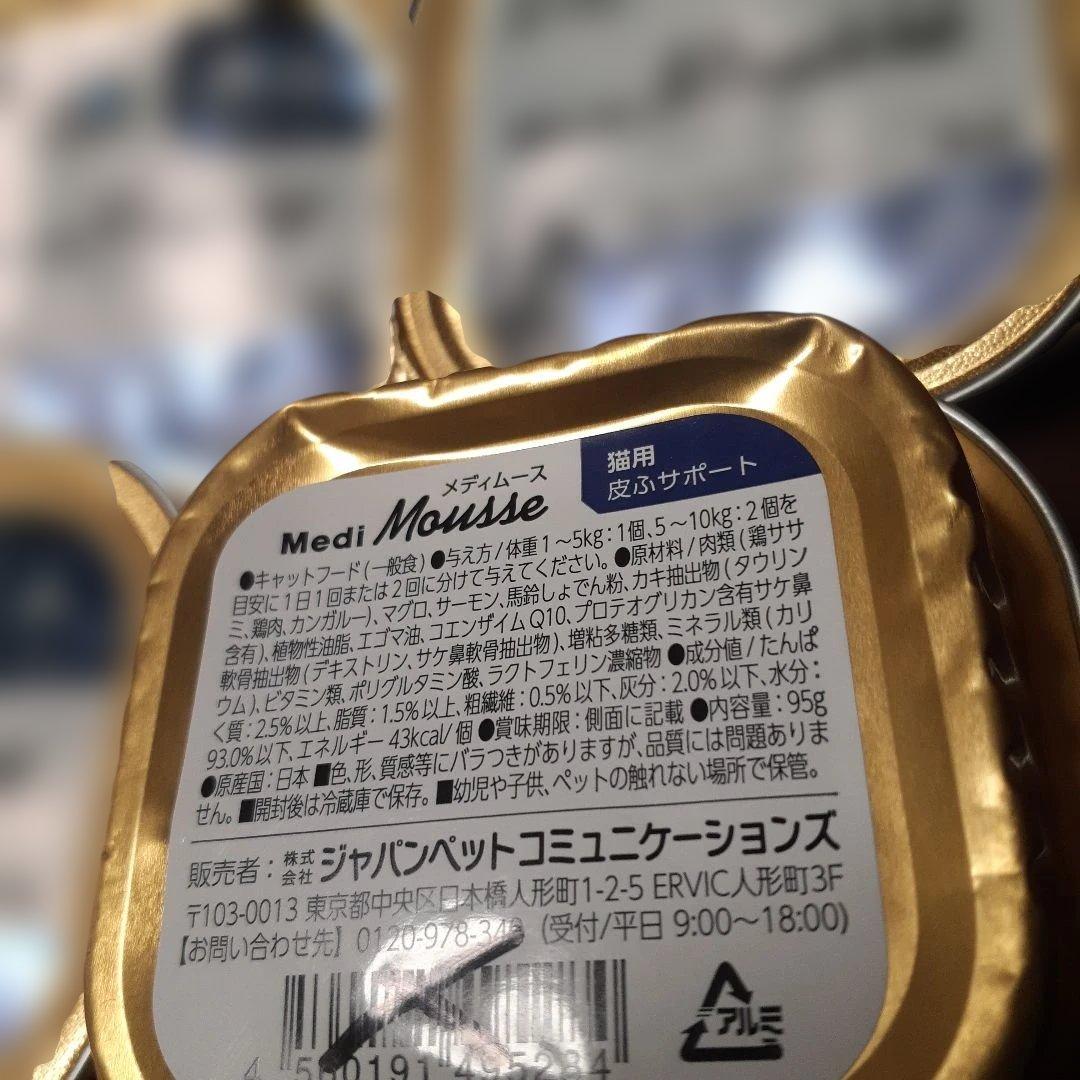 猫用
皮ふサポート
メディムース
Medi Mousse
●キャットフード(一般食)●与え方/体重1～5kg:1個、5～10kg:2個を
目安に1日1回または2回に分けて与えてください。●原材料/肉類(鶏ササ
ミ、鶏肉、カンガルー)、マグロ、サーモン、馬鈴しょでん粉、カキ抽出物(タウリン
含有)、植物性油脂、エゴマ油、コエンザイムQ10、プロテオグリカン含有サケ鼻
軟骨抽出物(デキストリン、サケ鼻軟骨抽出物)、増粘多糖類、ミネラル類(カリ
ウム)、ビタミン類、ポリグルタミン酸、ラクトフェリン濃縮物 ●成分値/たんぱ
く質:2.5%以上、脂質:1.5%以上、粗繊維:0.5%以下、灰分:2.0%以下、水分:
93.0%以下、エネルギー 43kcal/個 ●賞味期限:側面に記載 ●内容量:95g
●原産国:日本 ■色、形、質感等にバラつきがありますが、品質には問題ありま
せん。■開封後は冷蔵庫で保存。■幼児や子供、ペットの触れない場所で保管。
販売者:株式会社 ジャパンペットコミュニケーションズ
〒103-0013 東京都中央区日本橋人形町1-2-5 ERVIC人形町3F
【お問い合わせ先】 0120-978-34 (受付/平日 9:00～18:00)
アルミ
4 580191 495284